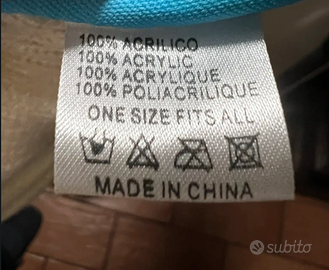 100% ACRILICO
100% ACRYLIC
100% ACRYLIQUE
100% POLIACRILIQUE
ONE SIZE FITS ALL
MADE IN CHINA
subito